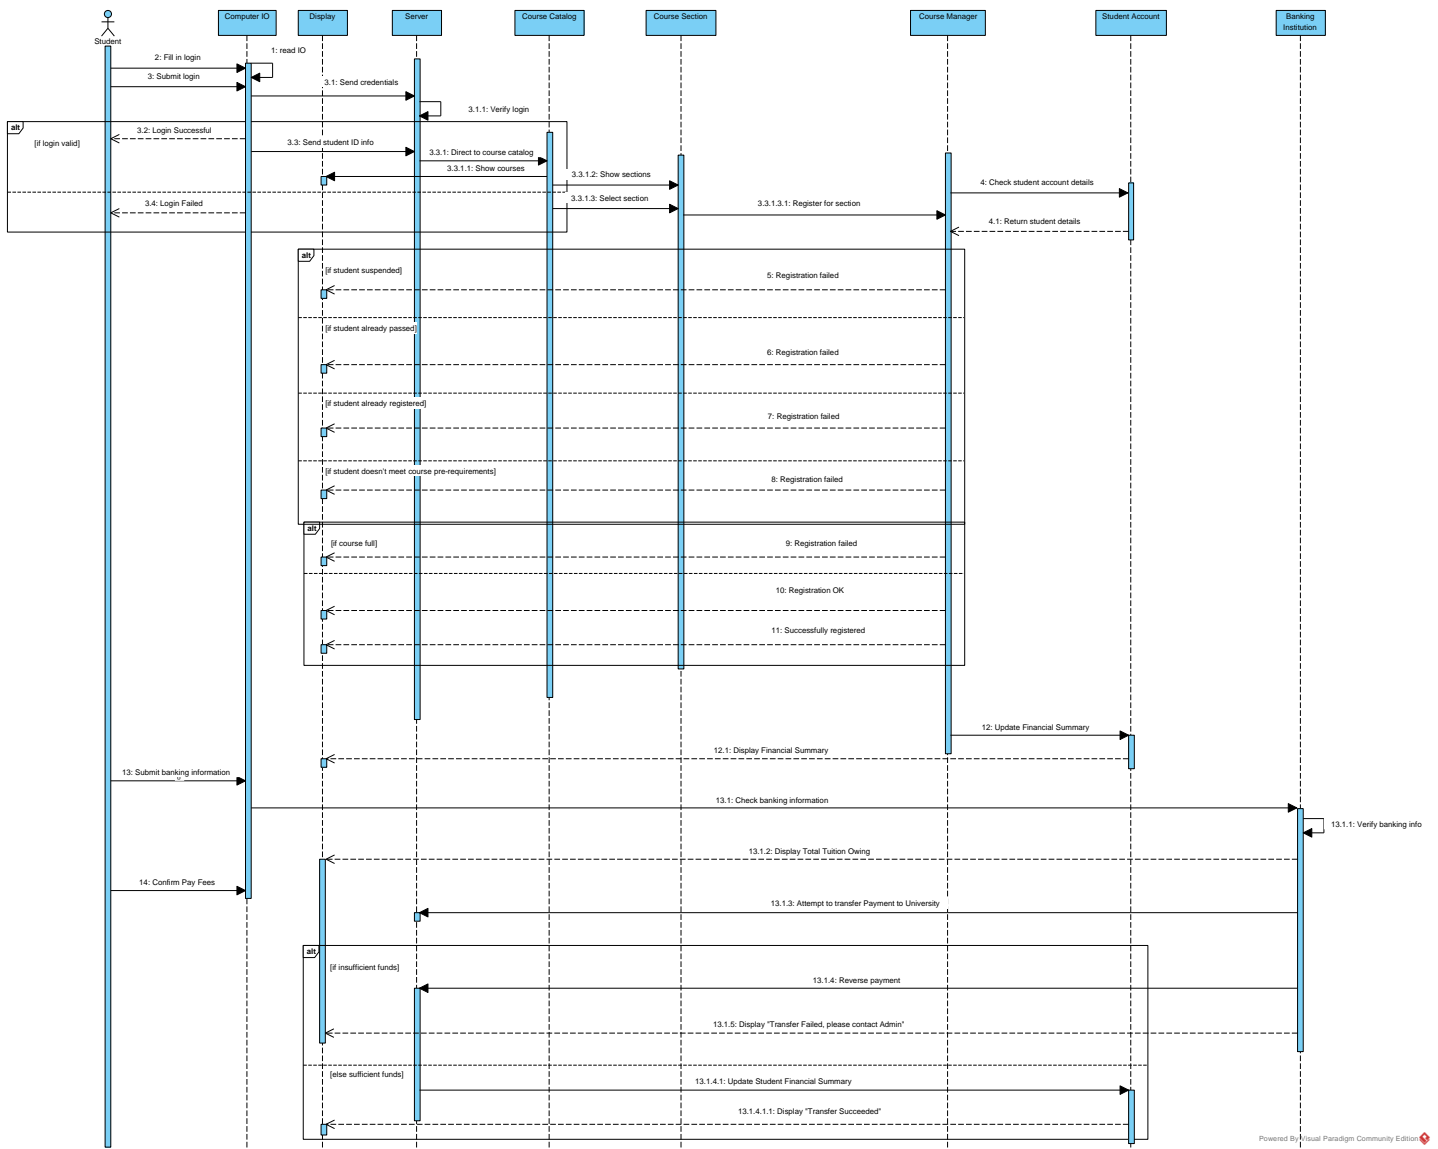 Student
Computer IO
Display
Server
Course Catalog
Course Section
Course Manager
Student Account
Banking
Institution
1: read IO
2: Fill in login
3: Submit login
3.1: Send credentials
3.1.1: Verify login
alt
3.2: Login Successful
[if login valid]
3.3: Send student ID info
3.3.1: Direct to course catalog
3.3.1.1: Show courses
3.3.1.2: Show sections
4: Check student account details
3.4: Login Failed
3.3.1.3: Select section
3.3.1.3.1: Register for section
4.1: Return student details
alt
[if student suspended]
5: Registration failed
[if student already passed]
6: Registration failed
[if student already registered]
7: Registration failed
[if student doesn't meet course pre-requirements]
8: Registration failed
alt
[if course full]
9: Registration failed
10: Registration OK
11: Successfully registered
12: Update Financial Summary
12.1: Display Financial Summary
13: Submit banking information
13.1: Check banking information
13.1.1: Verify banking info
13.1.2: Display Total Tuition Owing
14: Confirm Pay Fees
13.1.3: Attempt to transfer Payment to University
alt
[if insufficient funds]
13.1.4: Reverse payment
13.1.5: Display "Transfer Failed, please contact Admin"
[else sufficient funds]
13.1.4.1: Update Student Financial Summary
13.1.4.1.1: Display "Transfer Succeeded"
Powered By Visual Paradigm Community Edition